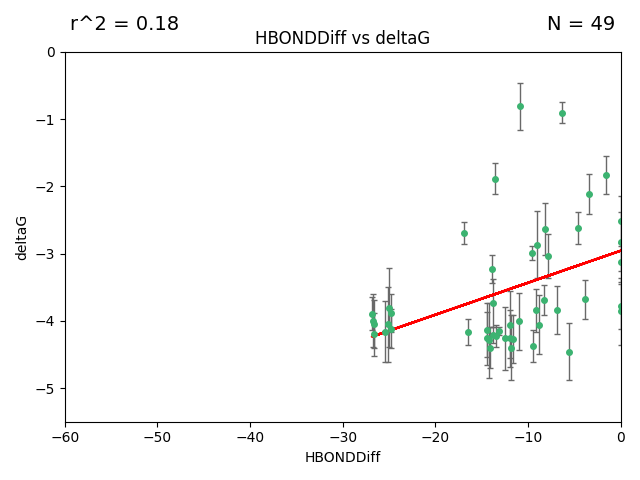 r^2 = 0.18
N = 49
HBONDDiff vs deltaG
0
−1
−2
−3
−4
−5
deltaG
−60
−50
−40
−30
−20
−10
0
HBONDDiff